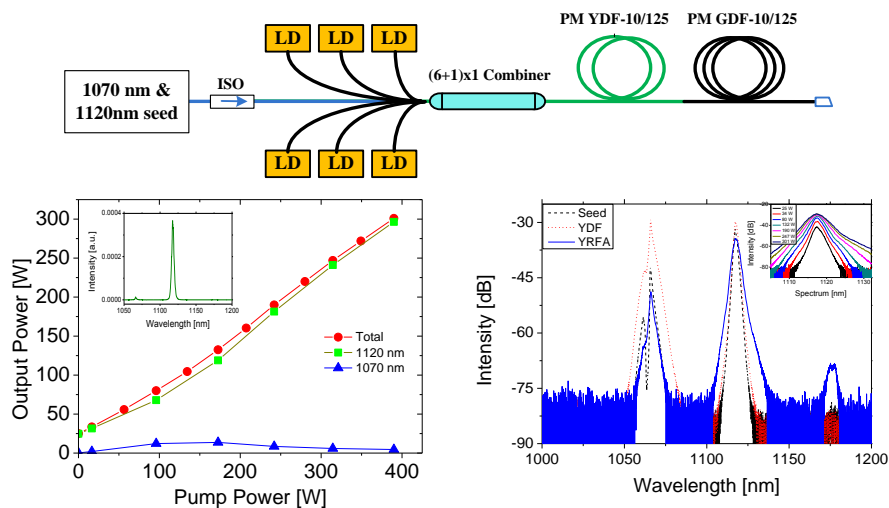 PM YDF-10/125 PM GDF-10/125
LD LD LD
1070 nm &
1120nm seed
ISO
(6+1)x1 Combiner
LD LD LD
Output Power [W]
300
250
200
150
100
50
0
0 100 200 300 400
Pump Power [W]
Total
1120 nm
1070 nm
Intensity [a.u.]
0.0004
0.0002
0.0000
1050 1100 1150 1200
Wavelength [nm]
Intensity [dB]
-30
-45
-60
-75
-90
1000 1050 1100 1150 1200
Wavelength [nm]
Seed
YDF
YRFA
Intensity [dB]
-20
-40
-60
-80
1110 1120 1130
Spectrum [nm]